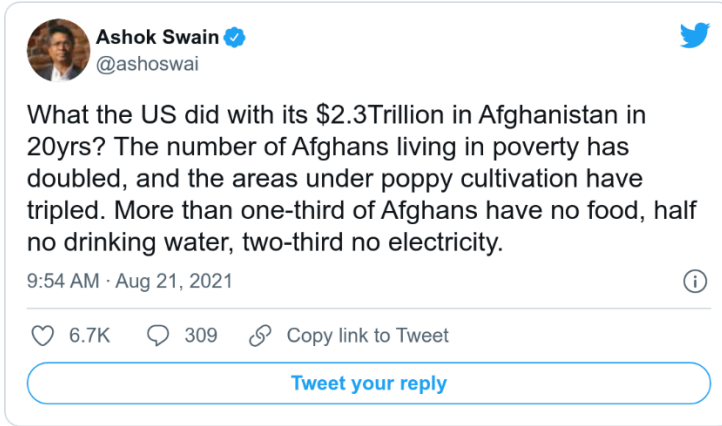 Ashok Swain
@ashoswai
What the US did with its $2.3Trillion in Afghanistan in
20yrs? The number of Afghans living in poverty has
doubled, and the areas under poppy cultivation have
tripled. More than one-third of Afghans have no food, half
no drinking water, two-third no electricity.
9:54 AM · Aug 21, 2021
6.7K 309 Copy link to Tweet
Tweet your reply